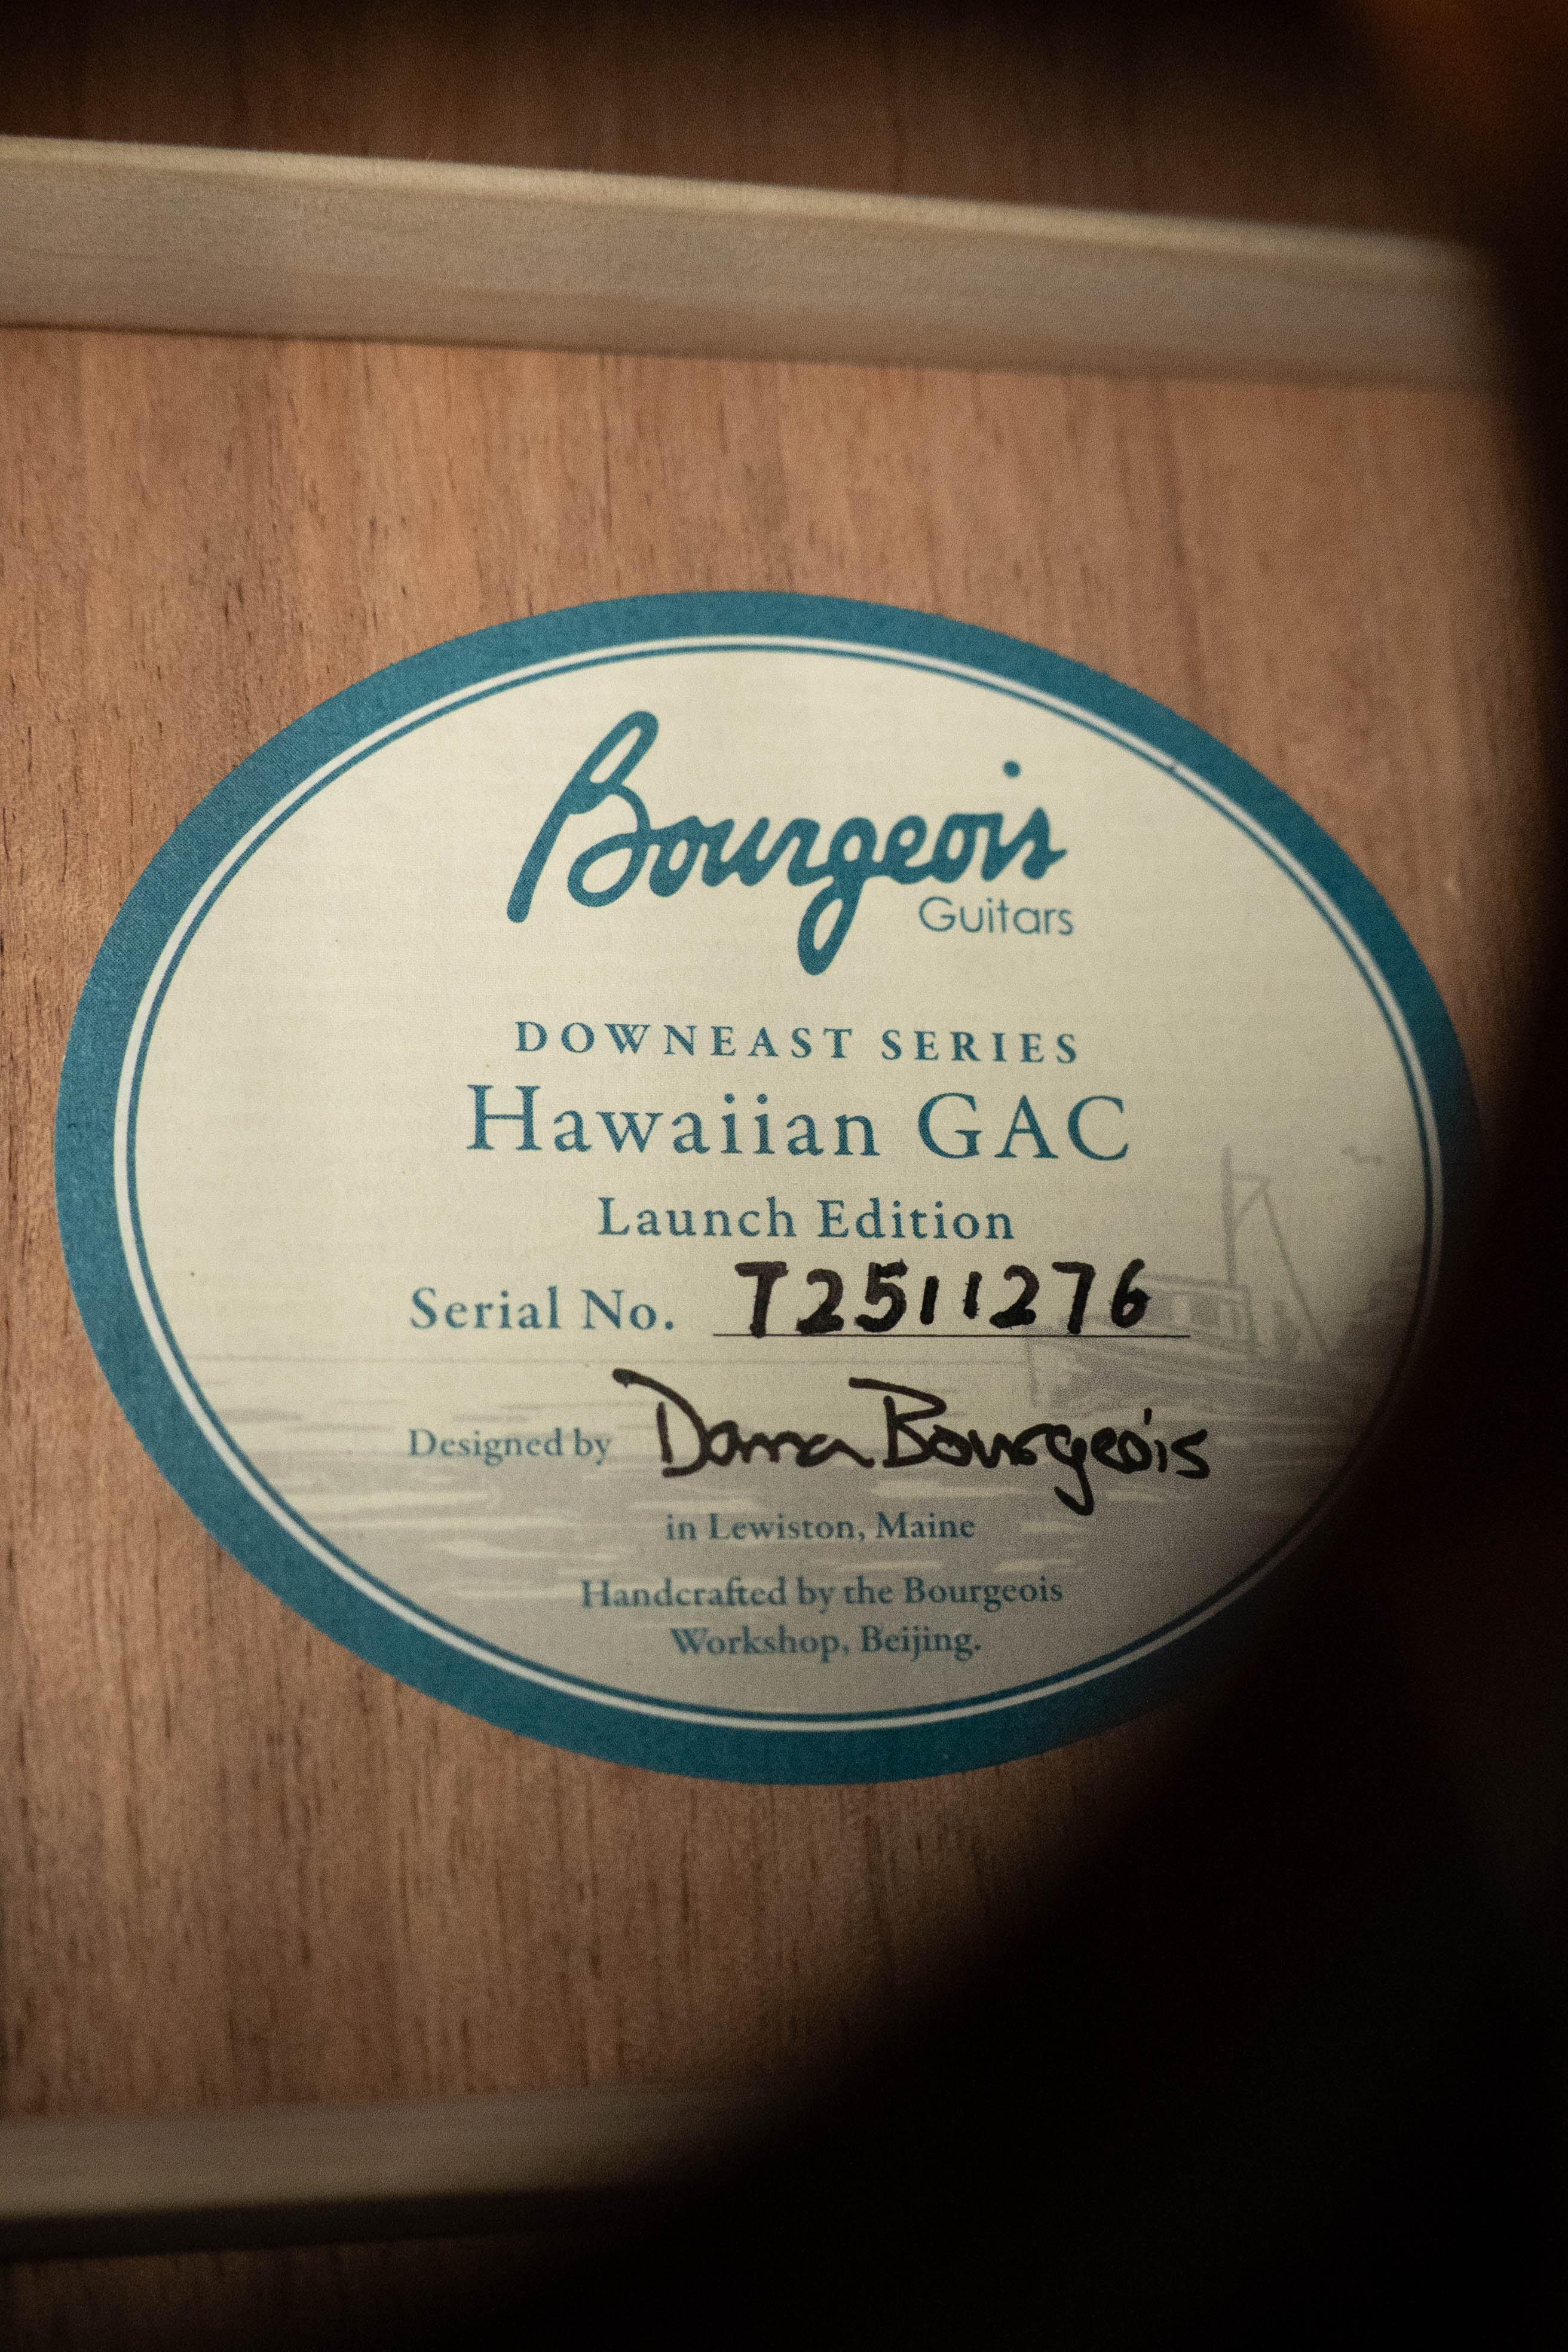 Bourgeois
Guitars
DOWNEAST SERIES
Hawaiian GAC
Launch Edition
Serial No. T2511276
Designed by Dana Bourgeois
in Lewiston, Maine
Handcrafted by the Bourgeois
Workshop, Beijing.